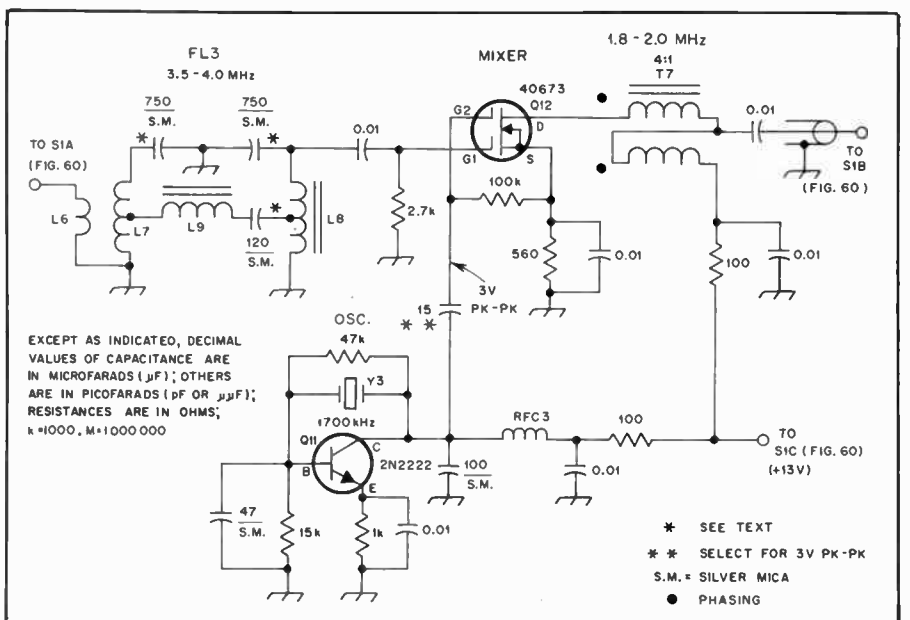 FL3
3.5 - 4.0 MHz
MIXER
1.8 - 2.0 MHz
4:1
T7
750
S.M.
*
750
S.M.
*
40673
G2
Q12
D
G1
S
0.01
0.01
TO S1A
(FIG. 60)
TO
S1B
(FIG. 60)
L6
L7
L9
*
120
S.M.
L8
2.7k
100k
560
0.01
100
0.01
3V
PK-PK
15
* *
OSC.
47k
Y3
1700kHz
EXCEPT AS INDICATED, DECIMAL
VALUES OF CAPACITANCE ARE
IN MICROFARADS (µF); OTHERS
ARE IN PICOFARADS (pF OR µµF);
RESISTANCES ARE IN OHMS;
k=1000, M=1000000
Q11
C
2N2222
B
E
RFC3
100
TO
S1C (FIG. 60)
(+13V)
47
S.M.
15k
1k
0.01
100
S.M.
0.01
* SEE TEXT
* * SELECT FOR 3V PK-PK
S.M. = SILVER MICA
● PHASING